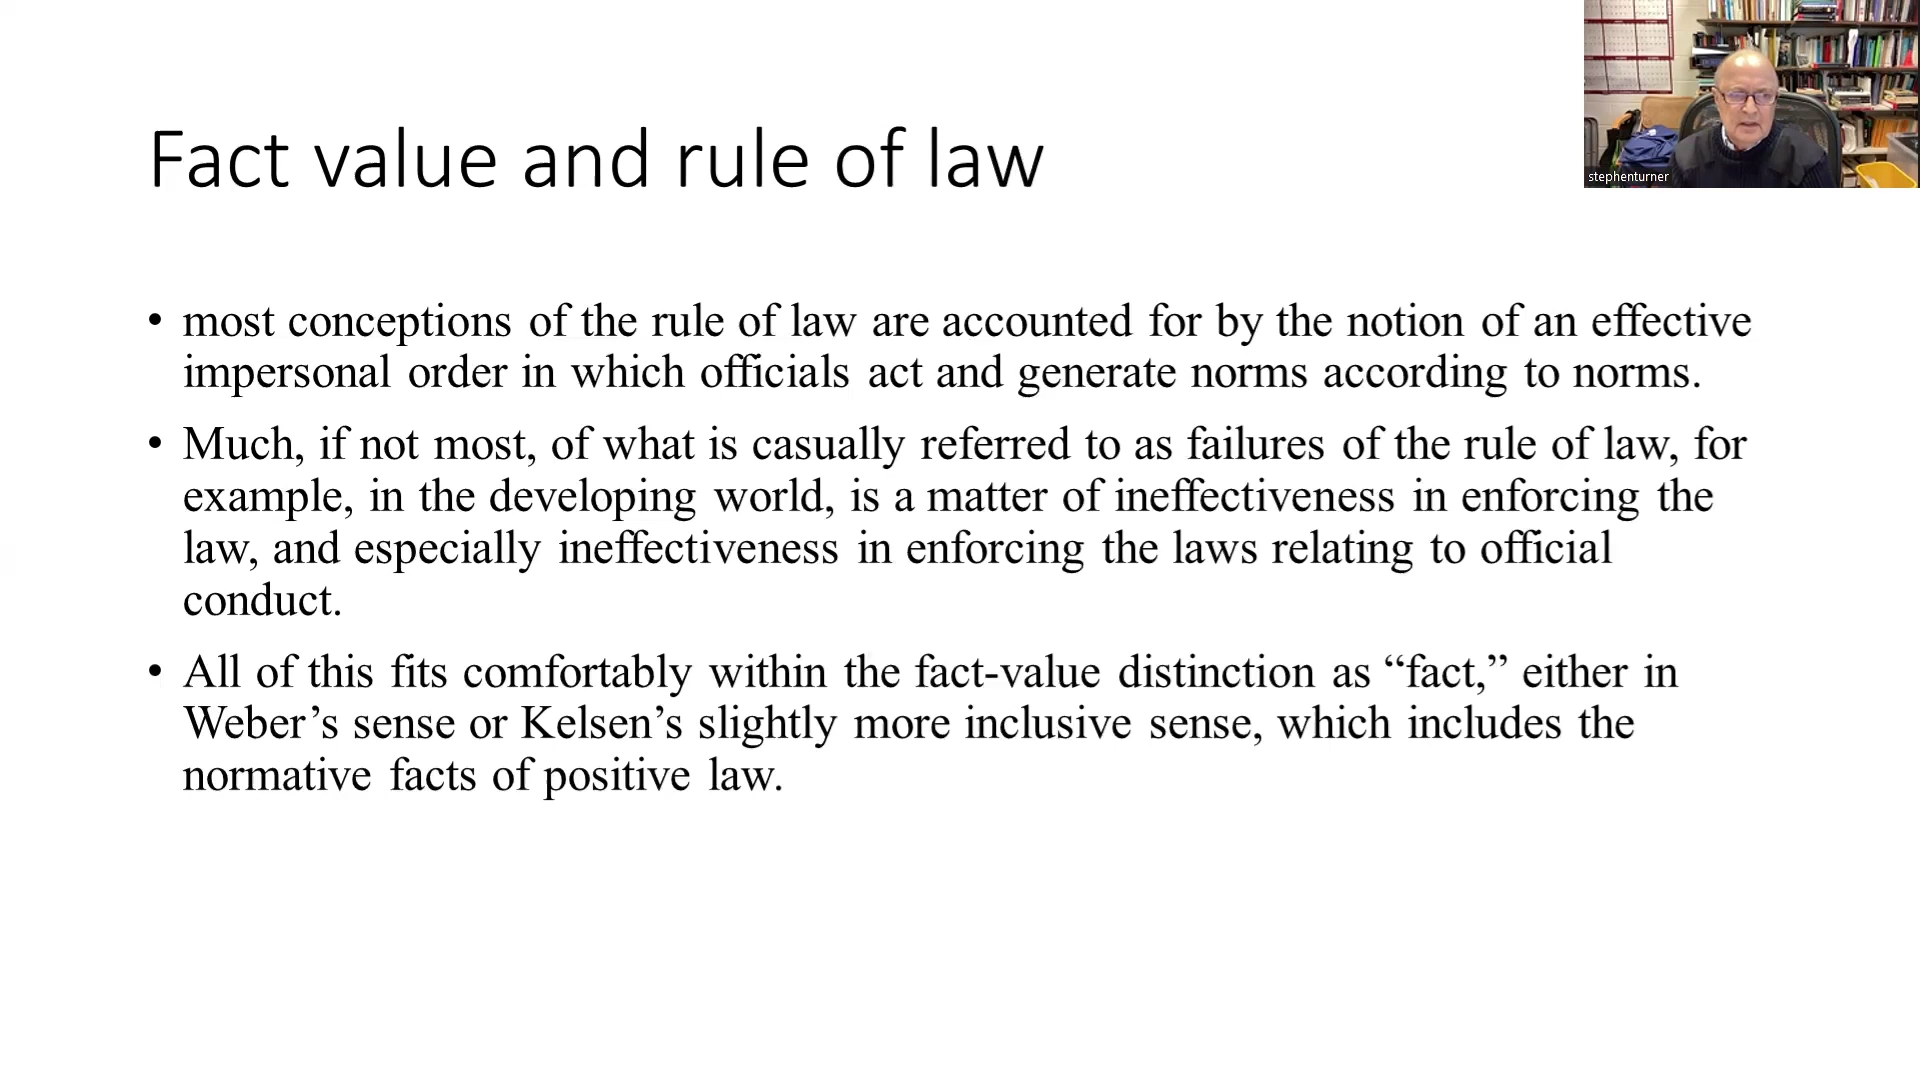 Fact value and rule of law
stephenturner
• most conceptions of the rule of law are accounted for by the notion of an effective
impersonal order in which officials act and generate norms according to norms.
• Much, if not most, of what is casually referred to as failures of the rule of law, for
example, in the developing world, is a matter of ineffectiveness in enforcing the
law, and especially ineffectiveness in enforcing the laws relating to official
conduct.
• All of this fits comfortably within the fact-value distinction as “fact,” either in
Weber’s sense or Kelsen’s slightly more inclusive sense, which includes the
normative facts of positive law.